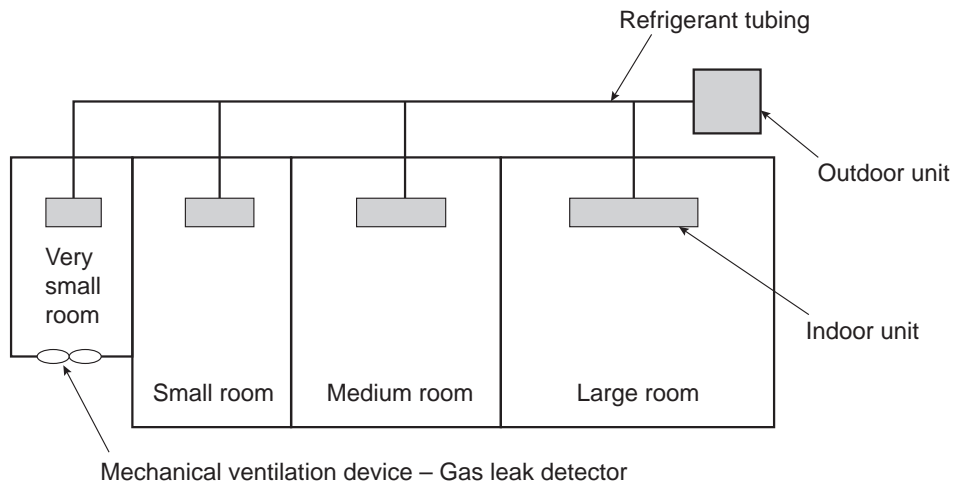 Refrigerant tubing
Outdoor unit
Very
small
room
Indoor unit
Small room
Medium room
Large room
Mechanical ventilation device – Gas leak detector